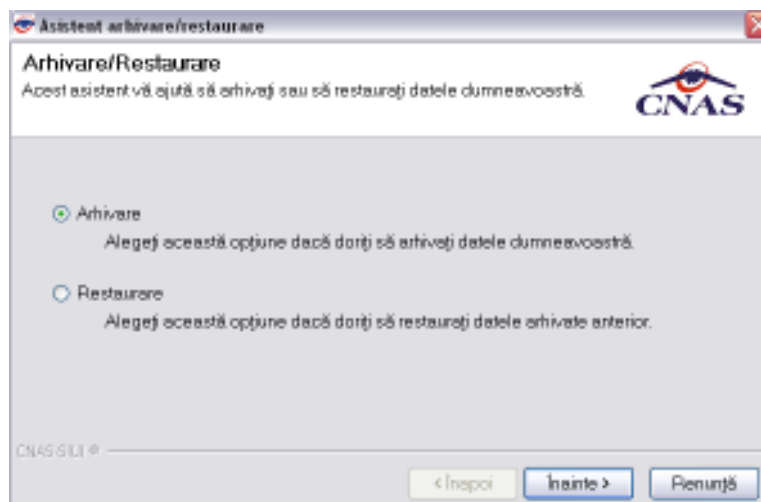 Asistent arhivare/restaurare
Arhivare/Restaurare
Acest asistent vă ajută să arhivați sau să restaurați datele dumneavoastră.
CNAS
Arhivare
Alegeți această opțiune dacă doriți să arhivați datele dumneavoastră.
Restaurare
Alegeți această opțiune dacă doriți să restaurați datele arhivate anterior.
CNAS-SIUI ©
< Înapoi
Înainte >
Renunță